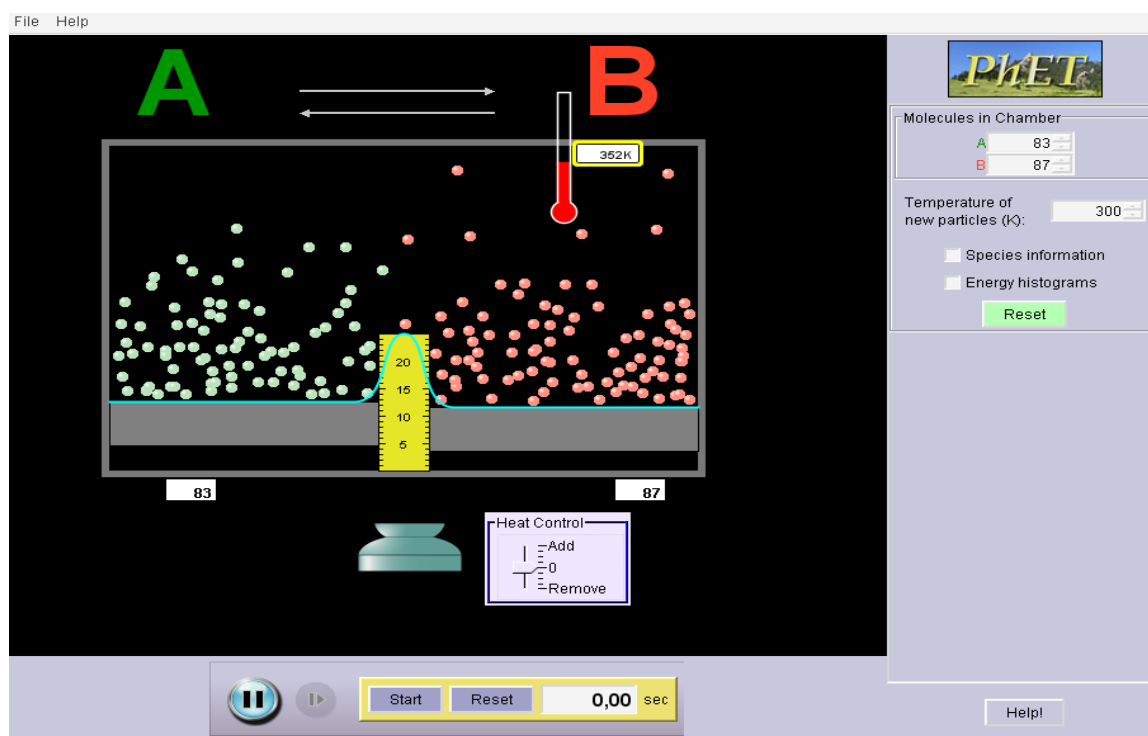 File Help
A B
PhET
Molecules in Chamber
A 83
B 87
352K
Temperature of
new particles (K): 300
Species information
Energy histograms
Reset
20
15
10
5
83 87
Heat Control
Add
0
Remove
Start Reset 0,00 sec
Help!